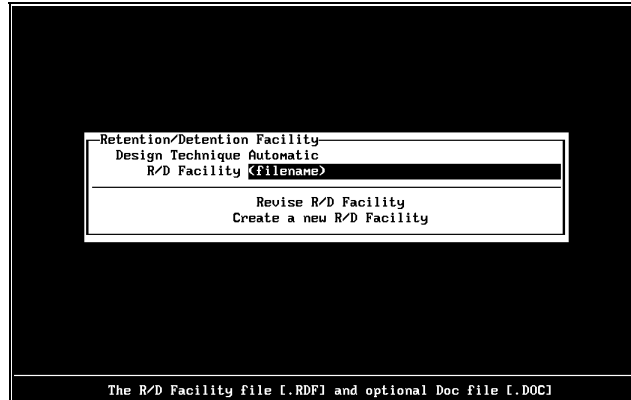 Retention/Detention Facility
Design Technique Automatic
R/D Facility (filename)
Revise R/D Facility
Create a new R/D Facility
The R/D Facility file [.RDF] and optional Doc file [.DOC]